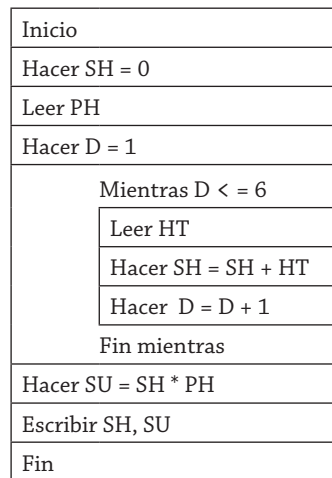 Inicio
Hacer SH = 0
Leer PH
Hacer D = 1
Mientras D < = 6
Leer HT
Hacer SH = SH + HT
Hacer D = D + 1
Fin mientras
Hacer SU = SH * PH
Escribir SH, SU
Fin